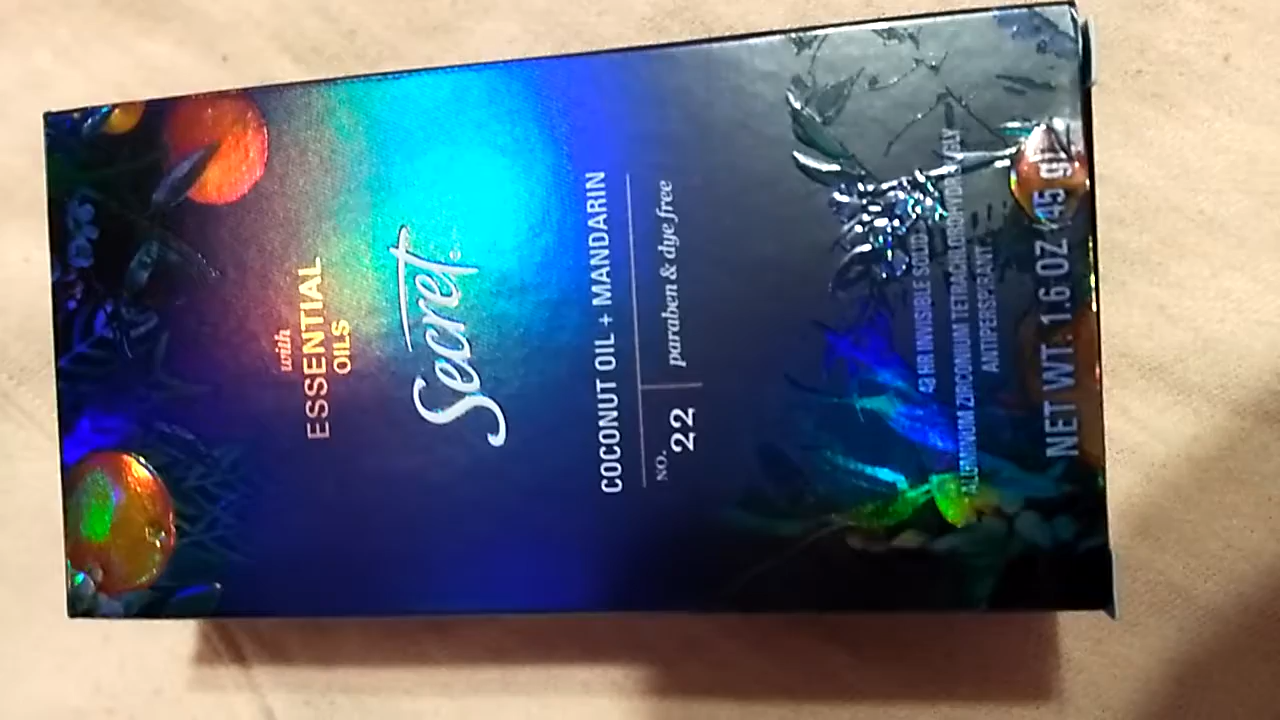 with
ESSENTIAL
OILS
Secret®
COCONUT OIL + MANDARIN
NO.
22
paraben & dye free
48 HR INVISIBLE SOLID
ALUMINUM ZIRCONIUM TETRACHLOROHYDREX GLY
ANTIPERSPIRANT
NET WT. 1.6 OZ (45 g)